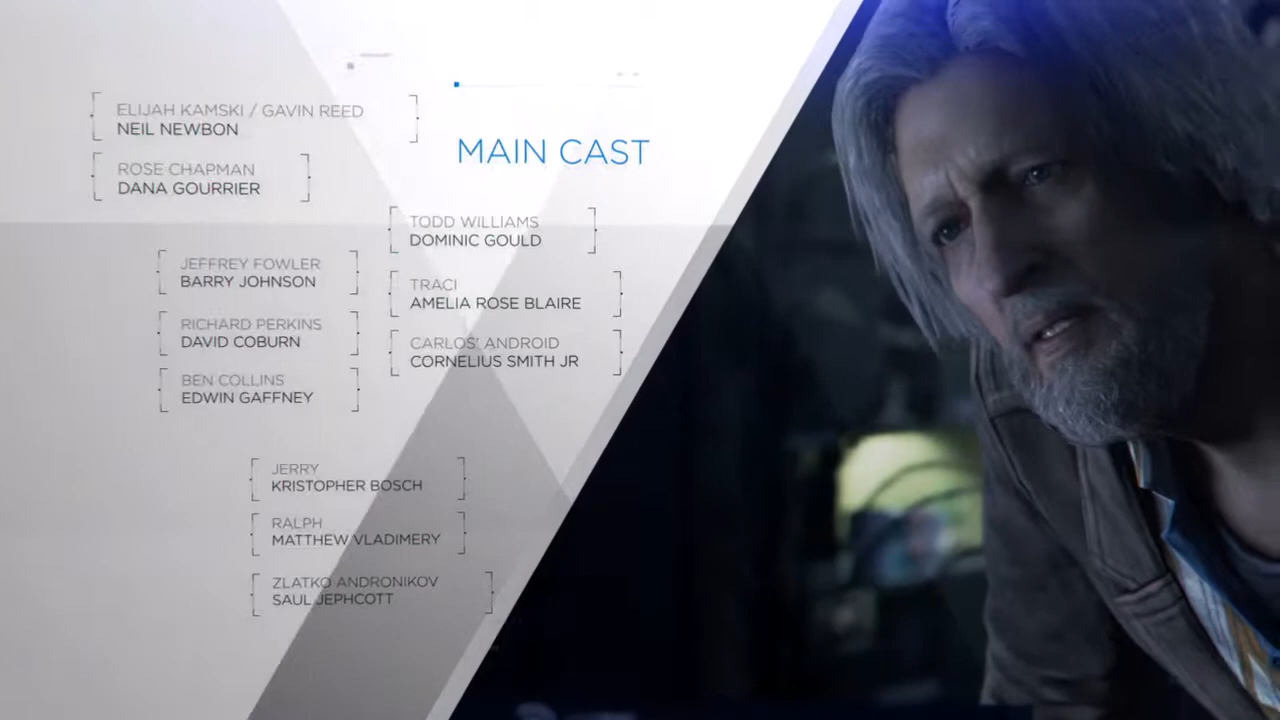 ELIJAH KAMSKI / GAVIN REED
NEIL NEWBON
ROSE CHAPMAN
DANA GOURRIER
MAIN CAST
TODD WILLIAMS
DOMINIC GOULD
JEFFREY FOWLER
BARRY JOHNSON
TRACI
AMELIA ROSE BLAIRE
RICHARD PERKINS
DAVID COBURN
CARLOS' ANDROID
CORNELIUS SMITH JR
BEN COLLINS
EDWIN GAFFNEY
JERRY
KRISTOPHER BOSCH
RALPH
MATTHEW VLADIMERY
ZLATKO ANDRONIKOV
SAUL JEPHCOTT